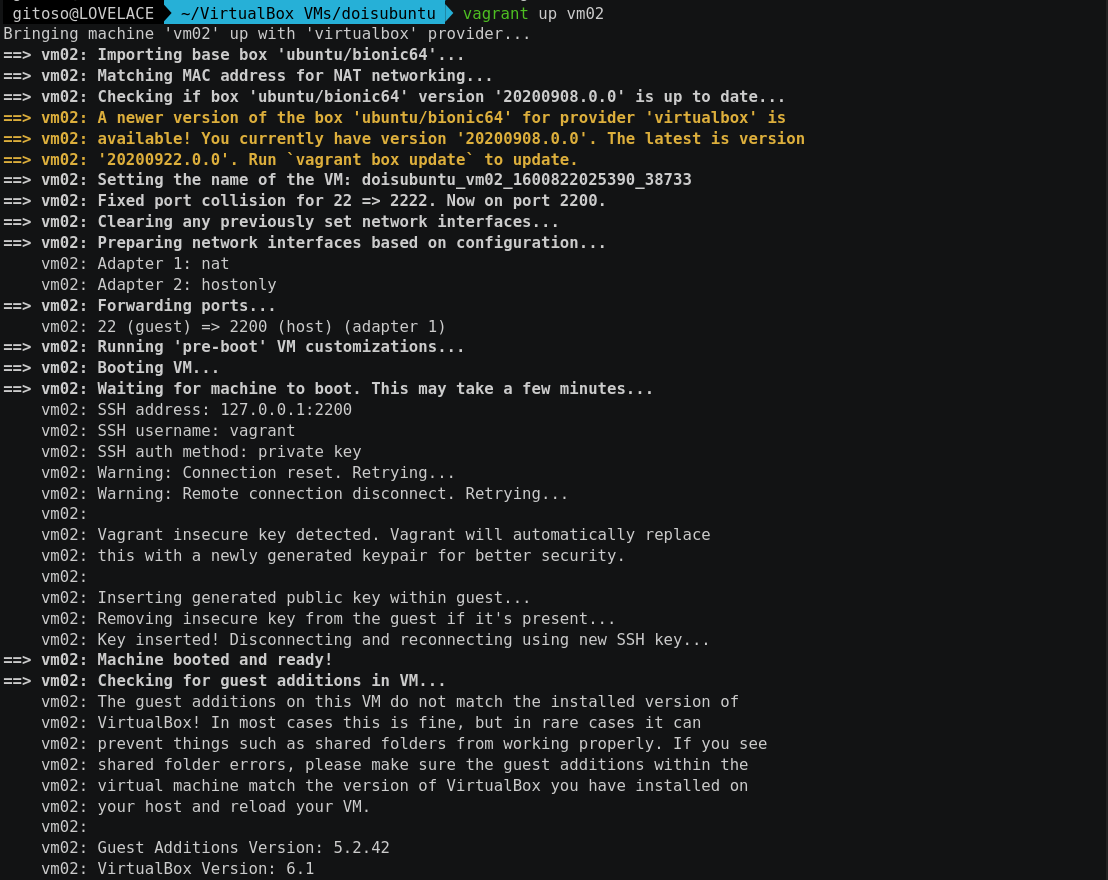 gitoso@LOVELACE ~/VirtualBox VMs/doisubuntu vagrant up vm02
Bringing machine 'vm02' up with 'virtualbox' provider...
==> vm02: Importing base box 'ubuntu/bionic64'...
==> vm02: Matching MAC address for NAT networking...
==> vm02: Checking if box 'ubuntu/bionic64' version '20200908.0.0' is up to date...
==> vm02: A newer version of the box 'ubuntu/bionic64' for provider 'virtualbox' is
==> vm02: available! You currently have version '20200908.0.0'. The latest is version
==> vm02: '20200922.0.0'. Run `vagrant box update` to update.
==> vm02: Setting the name of the VM: doisubuntu_vm02_1600822025390_38733
==> vm02: Fixed port collision for 22 => 2222. Now on port 2200.
==> vm02: Clearing any previously set network interfaces...
==> vm02: Preparing network interfaces based on configuration...
    vm02: Adapter 1: nat
    vm02: Adapter 2: hostonly
==> vm02: Forwarding ports...
    vm02: 22 (guest) => 2200 (host) (adapter 1)
==> vm02: Running 'pre-boot' VM customizations...
==> vm02: Booting VM...
==> vm02: Waiting for machine to boot. This may take a few minutes...
    vm02: SSH address: 127.0.0.1:2200
    vm02: SSH username: vagrant
    vm02: SSH auth method: private key
    vm02: Warning: Connection reset. Retrying...
    vm02: Warning: Remote connection disconnect. Retrying...
    vm02:
    vm02: Vagrant insecure key detected. Vagrant will automatically replace
    vm02: this with a newly generated keypair for better security.
    vm02:
    vm02: Inserting generated public key within guest...
    vm02: Removing insecure key from the guest if it's present...
    vm02: Key inserted! Disconnecting and reconnecting using new SSH key...
==> vm02: Machine booted and ready!
==> vm02: Checking for guest additions in VM...
    vm02: The guest additions on this VM do not match the installed version of
    vm02: VirtualBox! In most cases this is fine, but in rare cases it can
    vm02: prevent things such as shared folders from working properly. If you see
    vm02: shared folder errors, please make sure the guest additions within the
    vm02: virtual machine match the version of VirtualBox you have installed on
    vm02: your host and reload your VM.
    vm02:
    vm02: Guest Additions Version: 5.2.42
    vm02: VirtualBox Version: 6.1